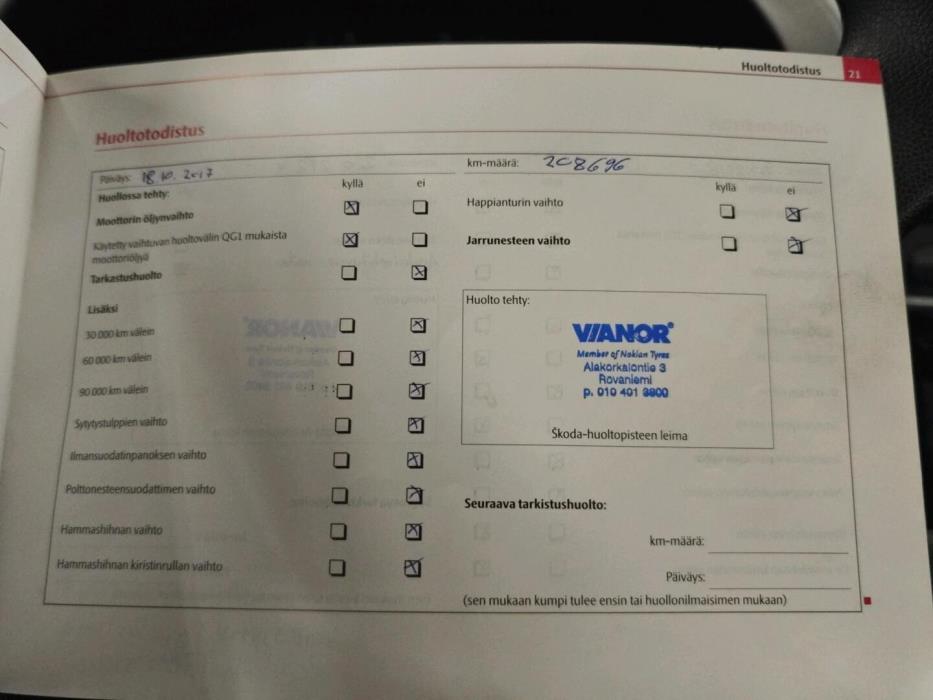 Huoltotodistus 21
Huoltotodistus
Päiväys: 18.10.2017
Huollossa tehty: kyllä ei
Moottorin öljynvaihto
Käytetty vaihtuvan huoltovälin QG1 mukaista
moottoriöljyä
Tarkastushuolto
Lisäksi
30 000 km välein
60 000 km välein
90 000 km välein
Sytytystulppien vaihto
Ilmansuodatinpanoksen vaihto
Polttonesteensuodattimen vaihto
Hammashihnan vaihto
Hammashihnan kiristinrullan vaihto
km-määrä: 208696
kyllä ei
Happianturin vaihto
Jarrunesteen vaihto
Huolto tehty:
VIANOR®
Member of Nokian Tyres
Alakorkalontie 3
Rovaniemi
p. 010 401 3800
Škoda-huoltopisteen leima
Seuraava tarkistushuolto:
km-määrä:
Päiväys:
(sen mukaan kumpi tulee ensin tai huollonilmaisimen mukaan)